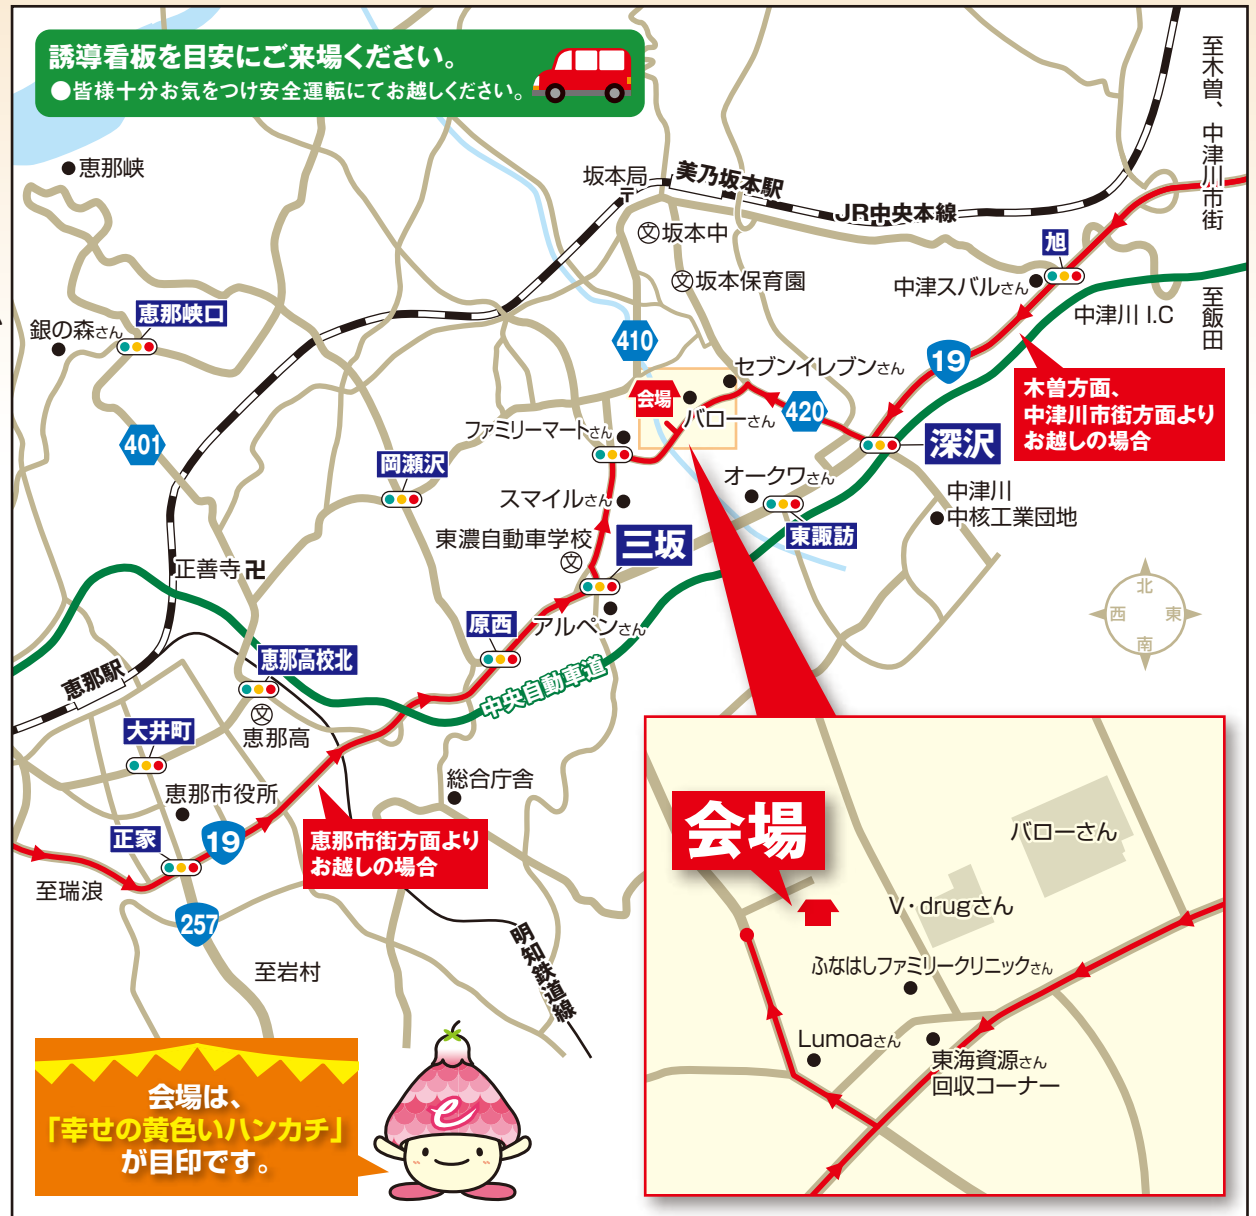 誘導看板を目安にご来場ください。
●皆様十分お気をつけ安全運転にてお越しください。
至木曽、中津川市街
恵那峡
坂本局
〒
美乃坂本駅
JR中央本線
文坂本中
旭
文坂本保育園
中津スバルさん
中津川 I.C
至飯田
恵那峡口
銀の森さん
410
セブンイレブンさん
19
木曽方面、
中津川市街方面より
お越しの場合
会場
バローさん
420
401
ファミリーマートさん
深沢
岡瀬沢
オークワさん
スマイルさん
中津川
中核工業団地
東濃自動車学校
文
三坂
東諏訪
正善寺卍
北
西 東
南
原西
アルペンさん
恵那高校北
恵那駅
中央自動車道
文
恵那高
大井町
総合庁舎
恵那市役所
正家
19
恵那市街方面より
お越しの場合
至瑞浪
257
至岩村
明知鉄道線
会場
バローさん
V・drugさん
ふなはしファミリークリニックさん
Lumoaさん
東海資源さん
回収コーナー
会場は、
「幸せの黄色いハンカチ」
が目印です。
e